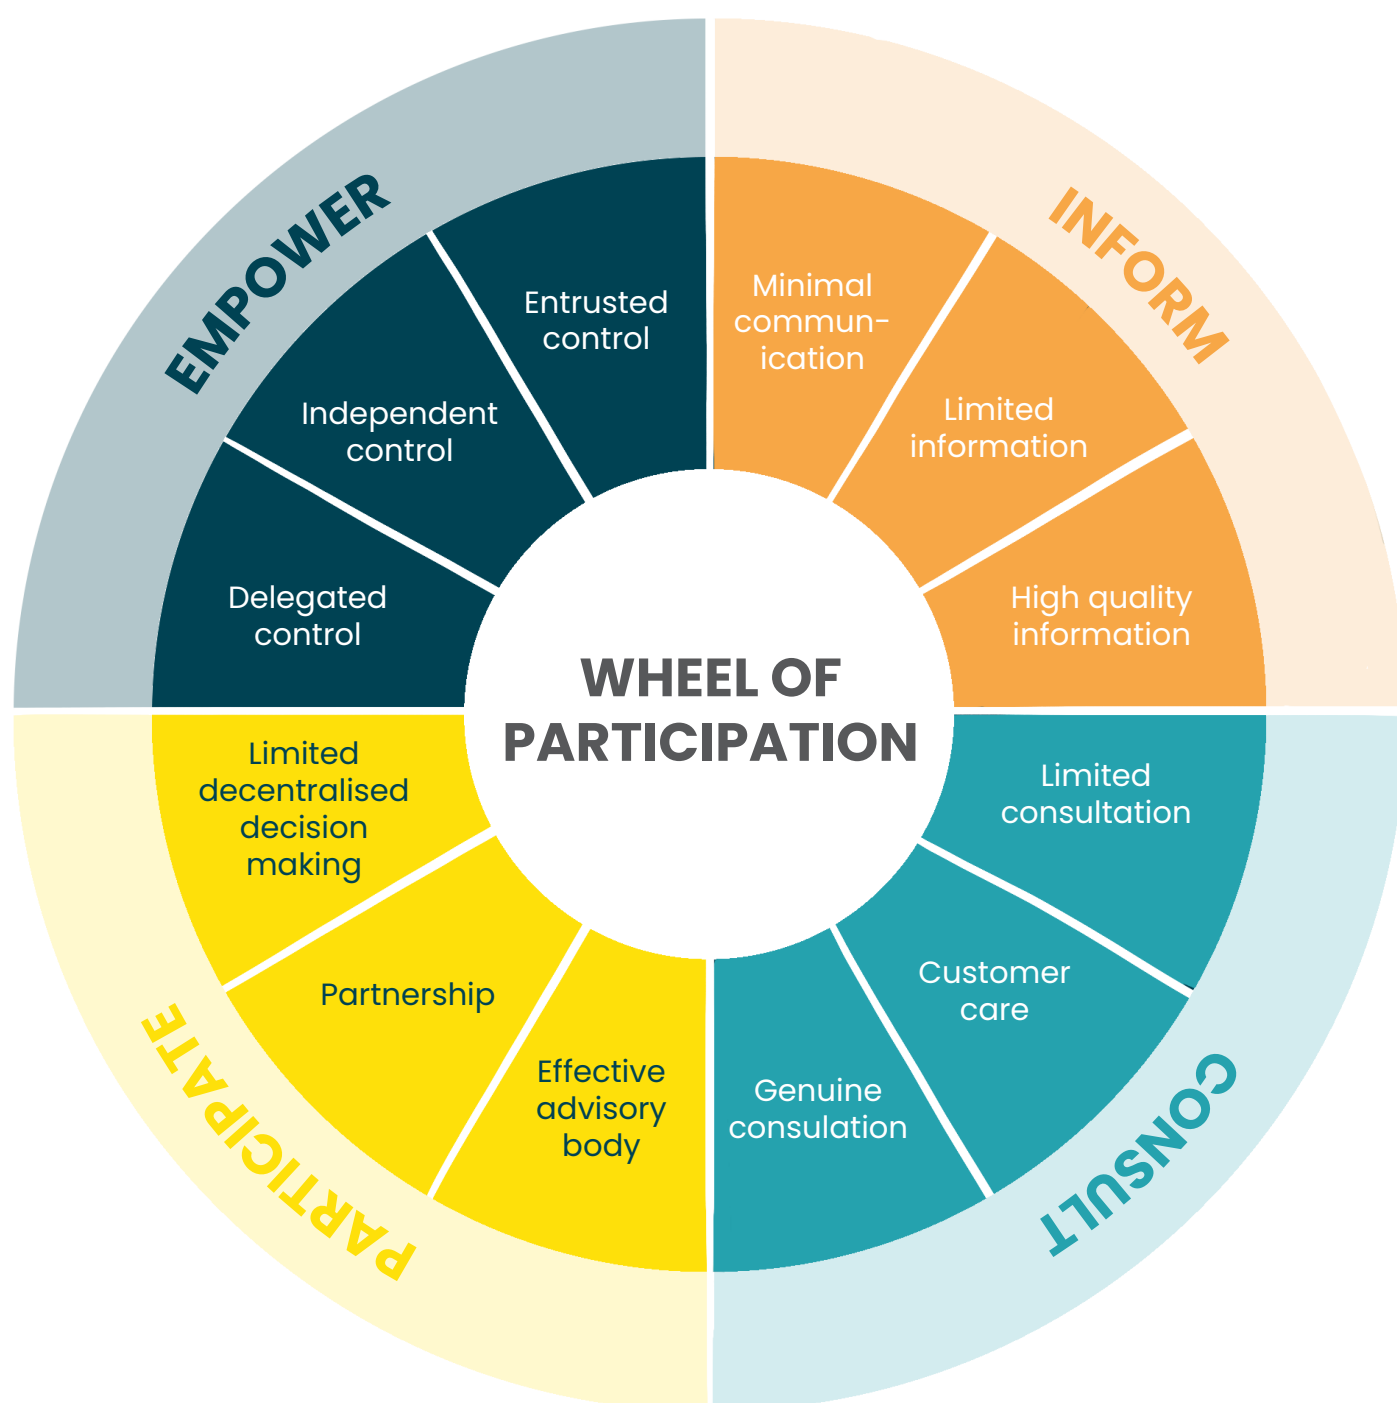 WHEEL OF
PARTICIPATION
INFORM
Minimal
commun-
ication
Limited
information
High quality
information
CONSULT
Limited
consultation
Customer
care
Genuine
consulation
PARTICIPATE
Effective
advisory
body
Partnership
Limited
decentralised
decision
making
EMPOWER
Delegated
control
Independent
control
Entrusted
control